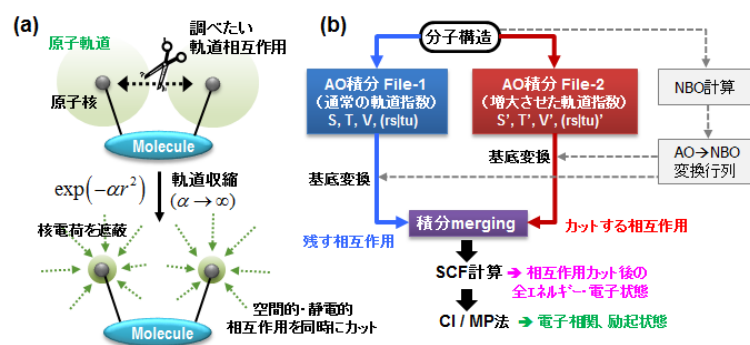 (a)
原子軌道
調べたい
軌道相互作用
原子核
Molecule
exp(−αr²)
軌道収縮
(α→∞)
核電荷を遮蔽
空間的・静電的
相互作用を同時にカット
Molecule
(b)
分子構造
AO積分 File-1
（通常の軌道指数）
S, T, V, (rs|tu)
AO積分 File-2
（増大させた軌道指数）
S', T', V', (rs|tu)'
NBO計算
基底変換
AO→NBO
変換行列
基底変換
積分merging
残す相互作用
カットする相互作用
SCF計算 → 相互作用カット後の
全エネルギー・電子状態
CI / MP法 → 電子相関、励起状態